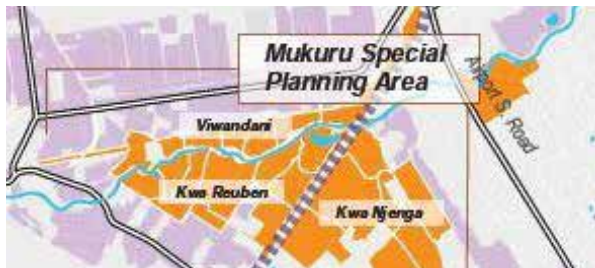 Mukuru Special
Planning Area
Airport S. Road
Viwandani
Kwa Reuben
Kwa Njenga